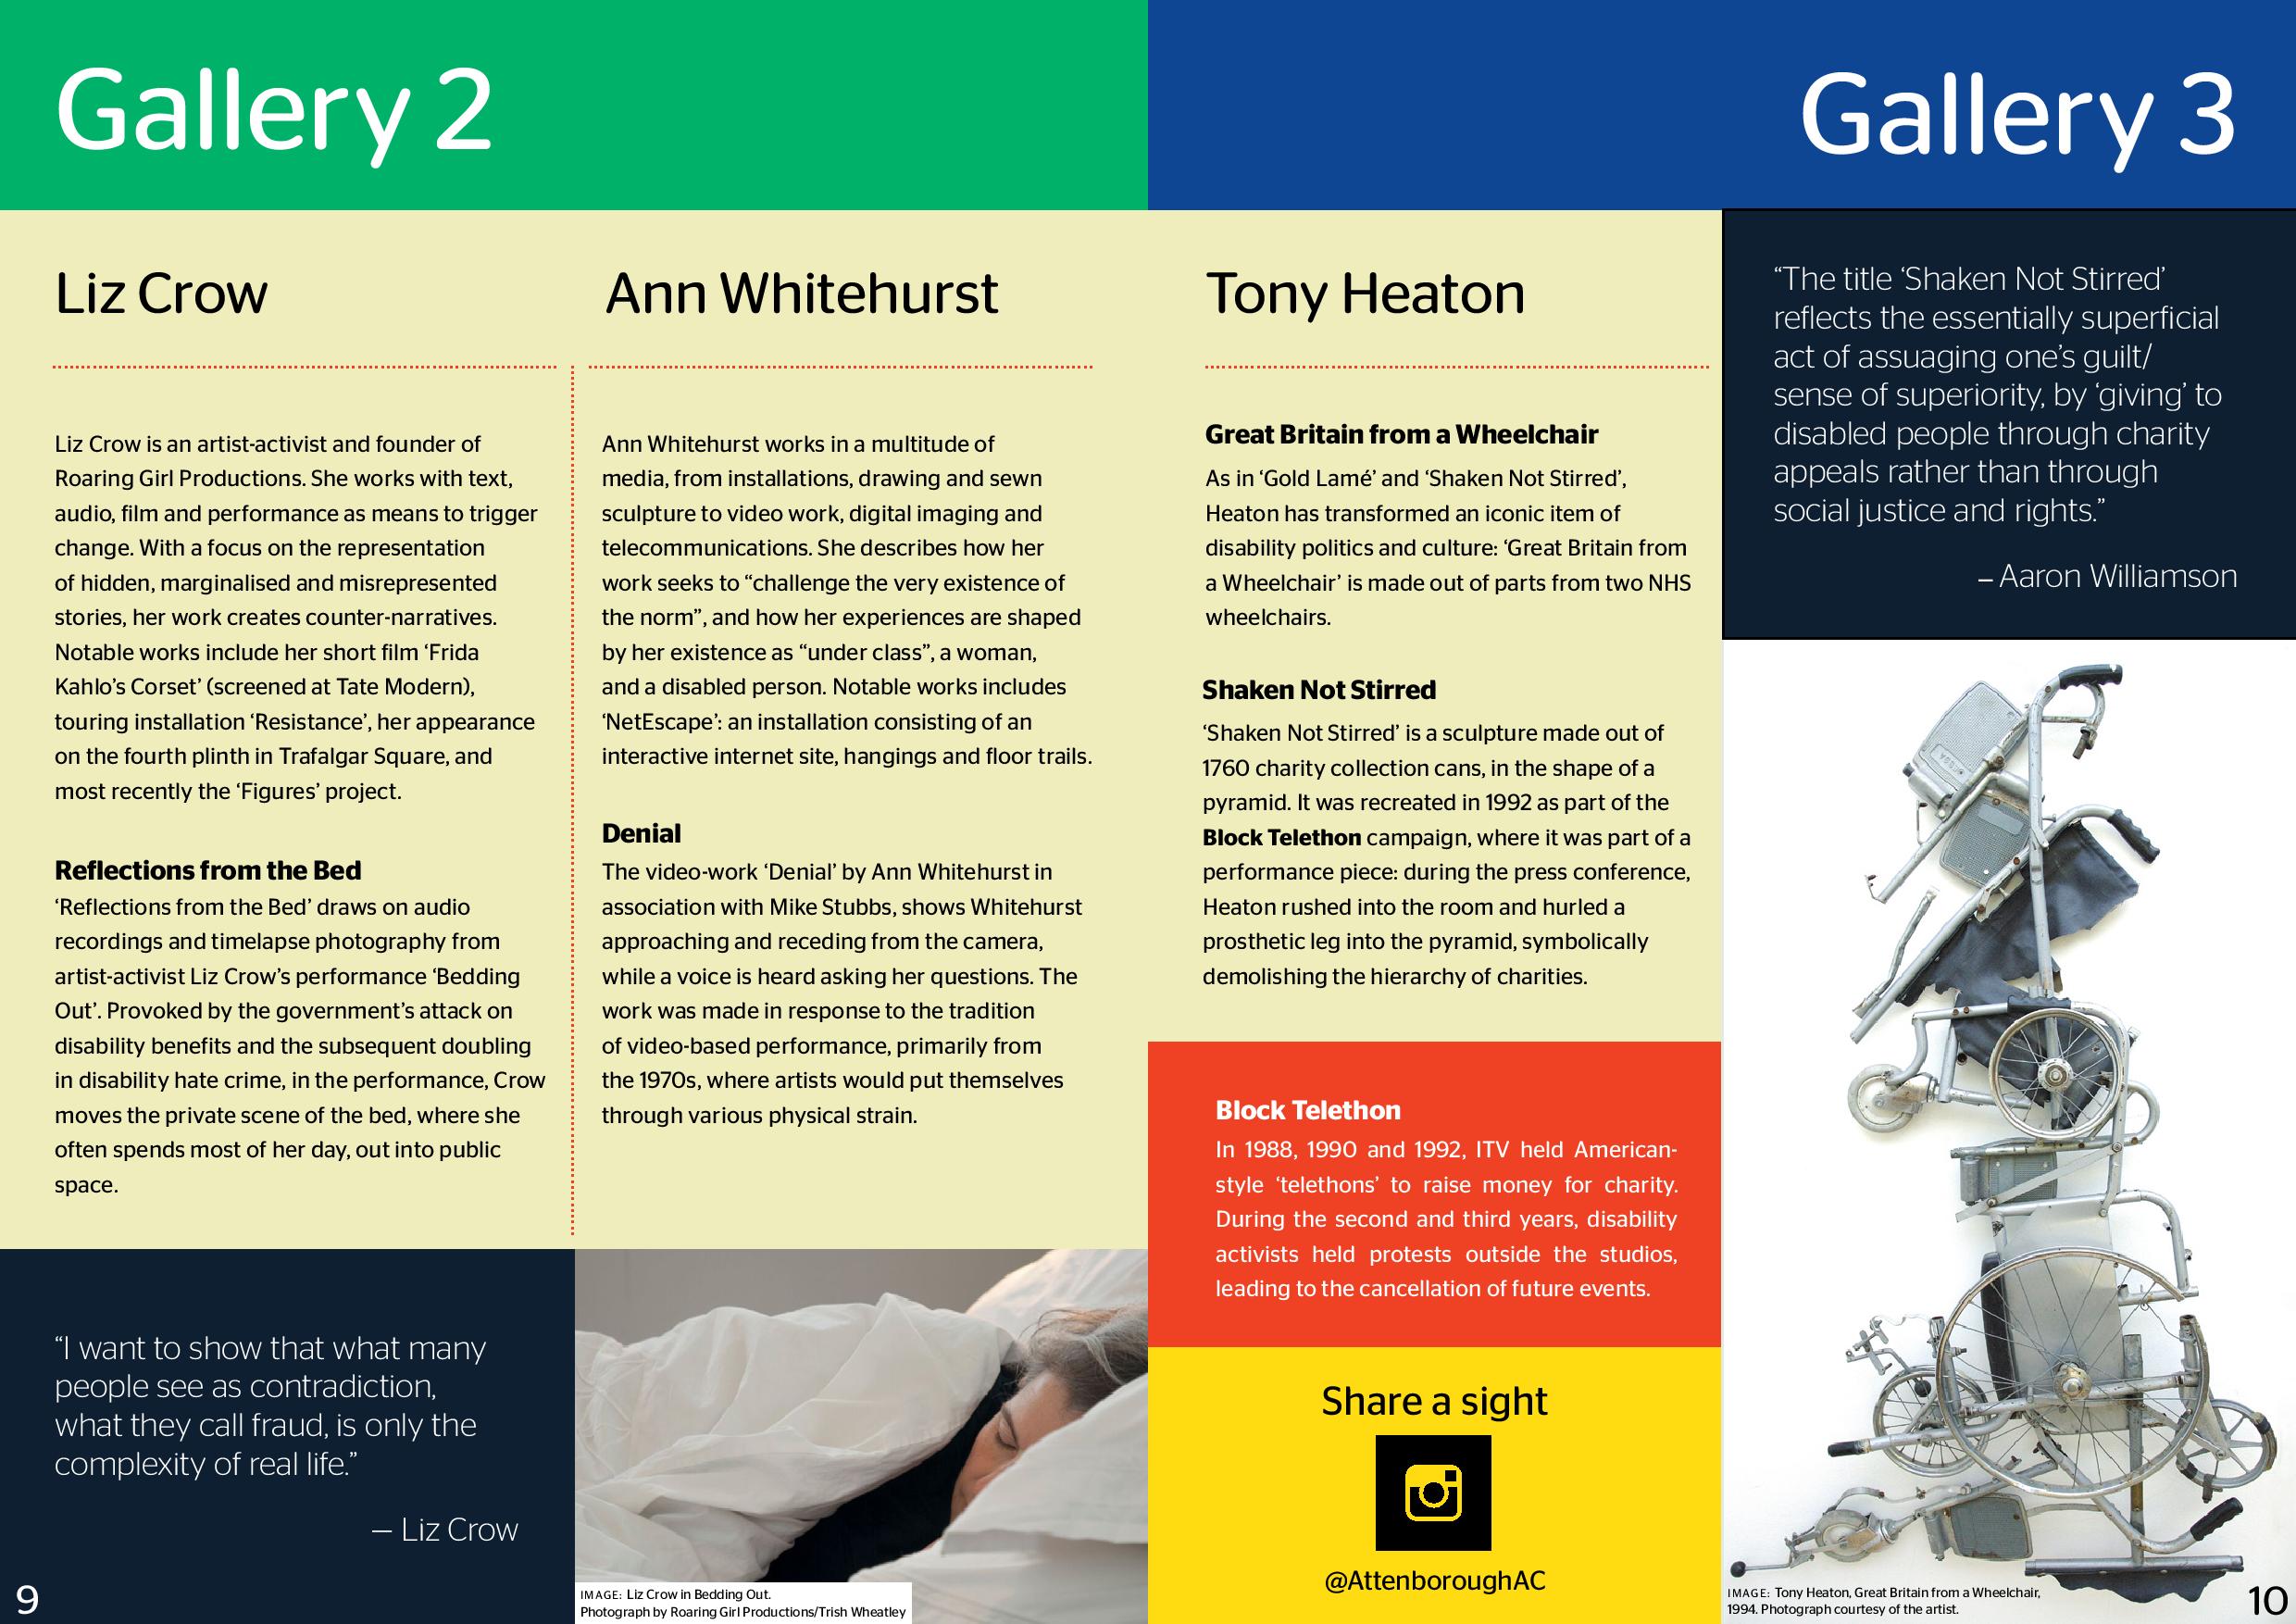 Gallery 2
Liz Crow
Liz Crow is an artist-activist and founder of
Roaring Girl Productions. She works with text,
audio, film and performance as means to trigger
change. With a focus on the representation
of hidden, marginalised and misrepresented
stories, her work creates counter-narratives.
Notable works include her short film ‘Frida
Kahlo’s Corset’ (screened at Tate Modern),
touring installation ‘Resistance’, her appearance
on the fourth plinth in Trafalgar Square, and
most recently the ‘Figures’ project.
Reflections from the Bed
‘Reflections from the Bed’ draws on audio
recordings and timelapse photography from
artist-activist Liz Crow’s performance ‘Bedding
Out’. Provoked by the government’s attack on
disability benefits and the subsequent doubling
in disability hate crime, in the performance, Crow
moves the private scene of the bed, where she
often spends most of her day, out into public
space.
“I want to show that what many
people see as contradiction,
what they call fraud, is only the
complexity of real life.”
– Liz Crow
9
Ann Whitehurst
Ann Whitehurst works in a multitude of
media, from installations, drawing and sewn
sculpture to video work, digital imaging and
telecommunications. She describes how her
work seeks to “challenge the very existence of
the norm”, and how her experiences are shaped
by her existence as “under class”, a woman,
and a disabled person. Notable works includes
‘NetEscape’: an installation consisting of an
interactive internet site, hangings and floor trails.
Denial
The video-work ‘Denial’ by Ann Whitehurst in
association with Mike Stubbs, shows Whitehurst
approaching and receding from the camera,
while a voice is heard asking her questions. The
work was made in response to the tradition
of video-based performance, primarily from
the 1970s, where artists would put themselves
through various physical strain.
IMAGE: Liz Crow in Bedding Out.
Photograph by Roaring Girl Productions/Trish Wheatley
Gallery 3
Tony Heaton
Great Britain from a Wheelchair
As in ‘Gold Lamé’ and ‘Shaken Not Stirred’,
Heaton has transformed an iconic item of
disability politics and culture: ‘Great Britain from
a Wheelchair’ is made out of parts from two NHS
wheelchairs.
Shaken Not Stirred
‘Shaken Not Stirred’ is a sculpture made out of
1760 charity collection cans, in the shape of a
pyramid. It was recreated in 1992 as part of the
Block Telethon campaign, where it was part of a
performance piece: during the press conference,
Heaton rushed into the room and hurled a
prosthetic leg into the pyramid, symbolically
demolishing the hierarchy of charities.
Block Telethon
In 1988, 1990 and 1992, ITV held American-
style ‘telethons’ to raise money for charity.
During the second and third years, disability
activists held protests outside the studios,
leading to the cancellation of future events.
Share a sight
@AttenboroughAC
“The title ‘Shaken Not Stirred’
reflects the essentially superficial
act of assuaging one’s guilt/
sense of superiority, by ‘giving’ to
disabled people through charity
appeals rather than through
social justice and rights.”
– Aaron Williamson
IMAGE: Tony Heaton, Great Britain from a Wheelchair,
1994. Photograph courtesy of the artist.
10